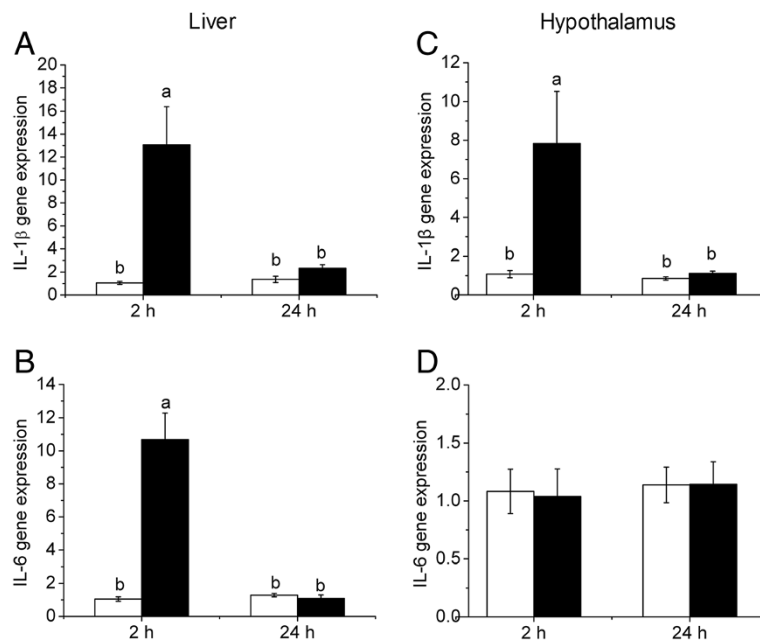 Liver
Hypothalamus
A
IL-1β gene expression
20
18
16
14
12
10
8
6
4
2
0
b
a
b
b
2 h
24 h
C
IL-1β gene expression
12
10
8
6
4
2
0
b
a
b
b
2 h
24 h
B
IL-6 gene expression
14
12
10
8
6
4
2
0
b
a
b
b
2 h
24 h
D
IL-6 gene expression
2.0
1.5
1.0
0.5
0.0
2 h
24 h